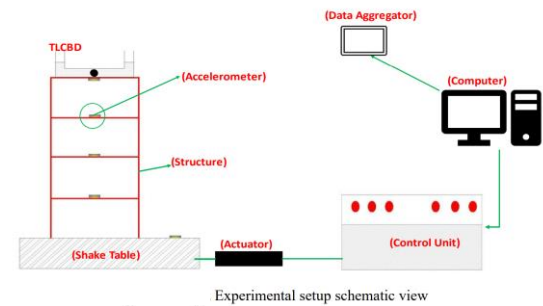 (Data Aggregator)
TLCBD
(Accelerometer)
(Computer)
(Structure)
(Actuator)
(Control Unit)
(Shake Table)
Experimental setup schematic view